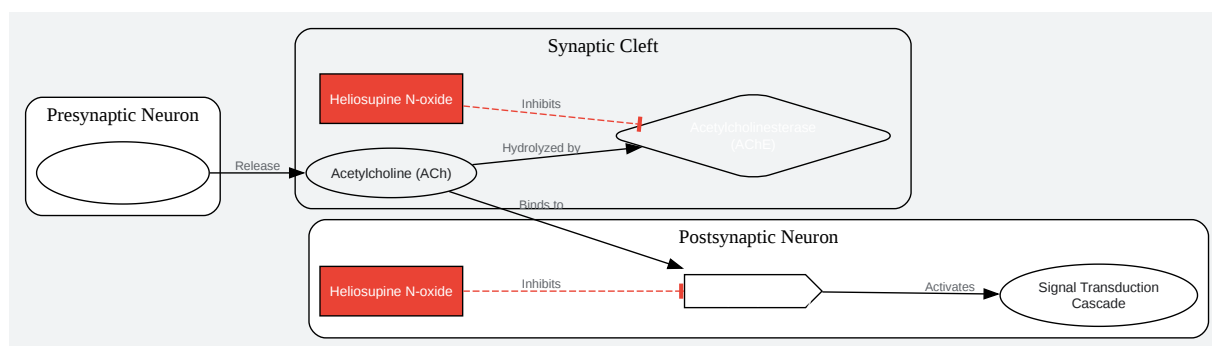 Synaptic Cleft
Heliosupine N-oxide
Inhibits
Presynaptic Neuron
Acetylcholinesterase
(AChE)
Hydrolyzed by
Release
Acetylcholine (ACh)
Binds to
Postsynaptic Neuron
Heliosupine N-oxide
Inhibits
Activates
Signal Transduction
Cascade